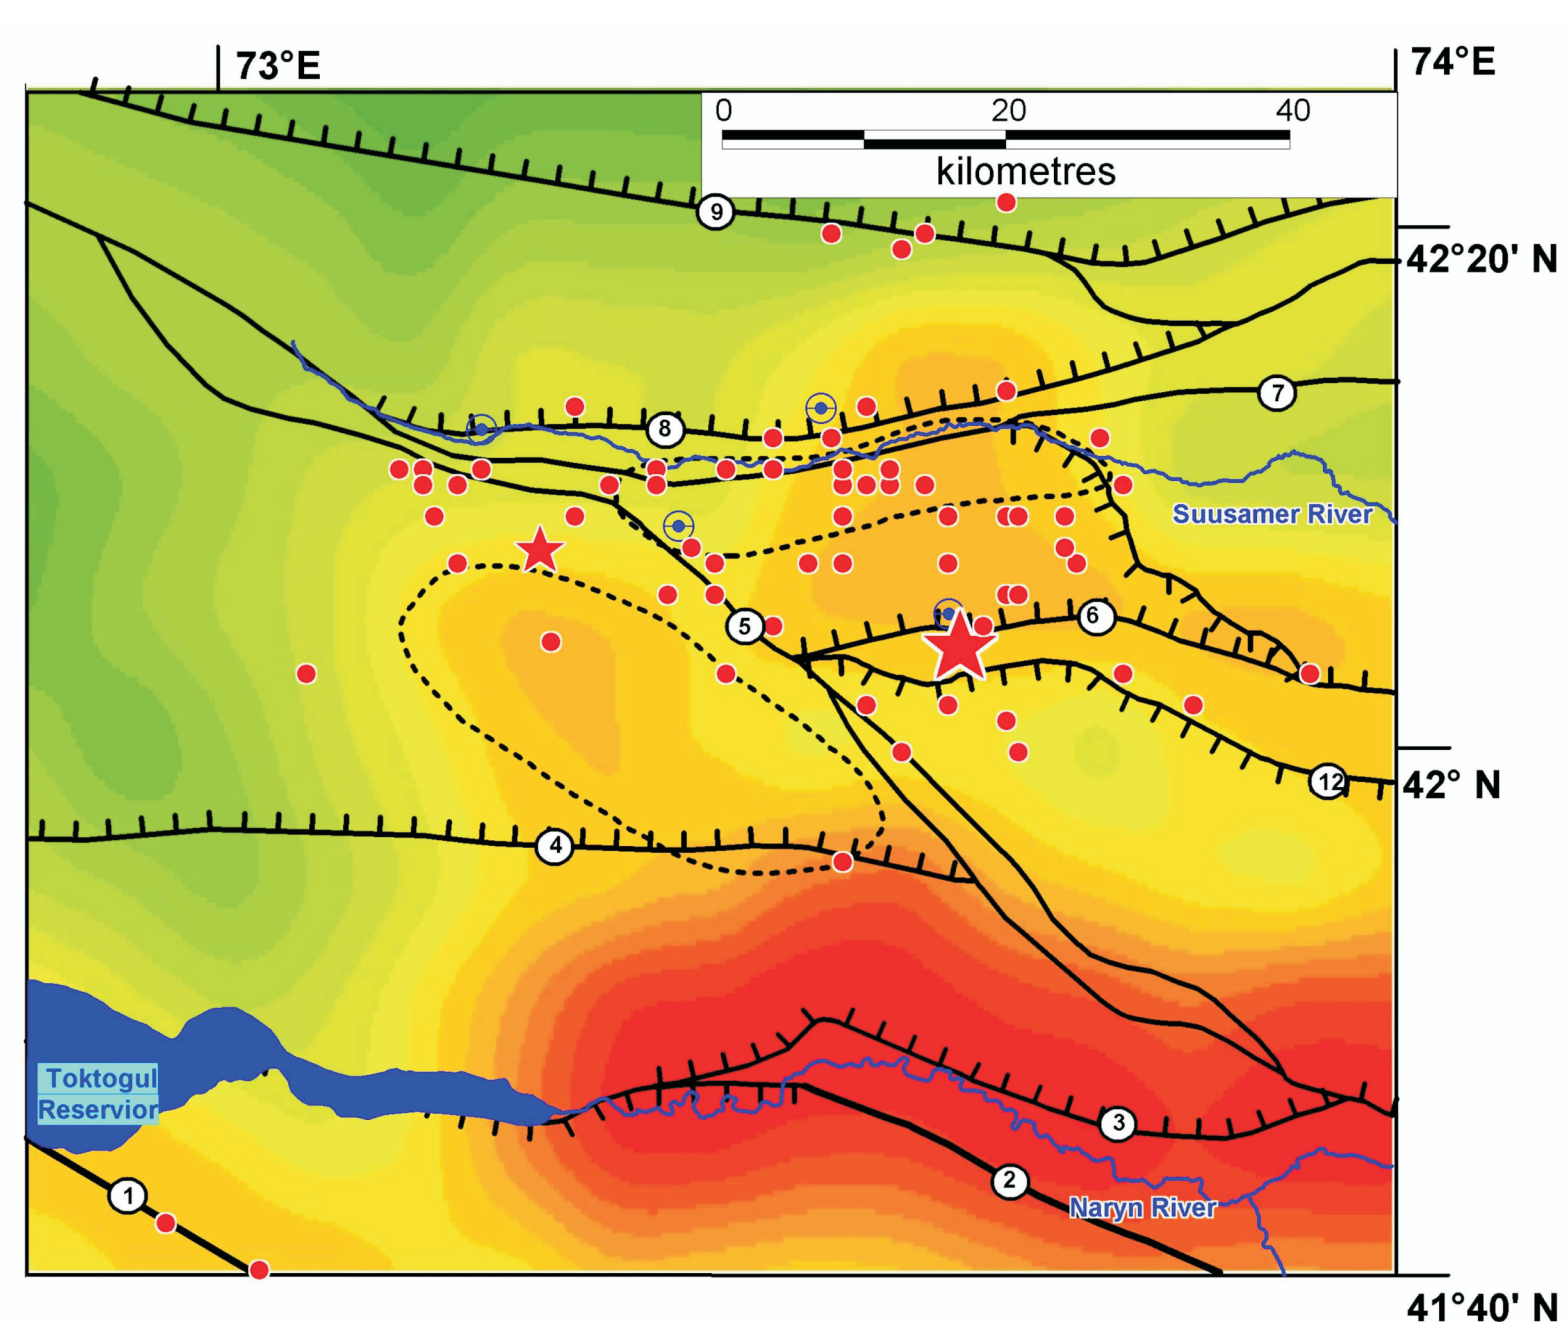 73°E
74°E
0 20 40
kilometres
9
42°20' N
7
8
Suusamer River
6
5
12
42° N
4
Toktogul
Reservior
3
2
1
Naryn River
41°40' N